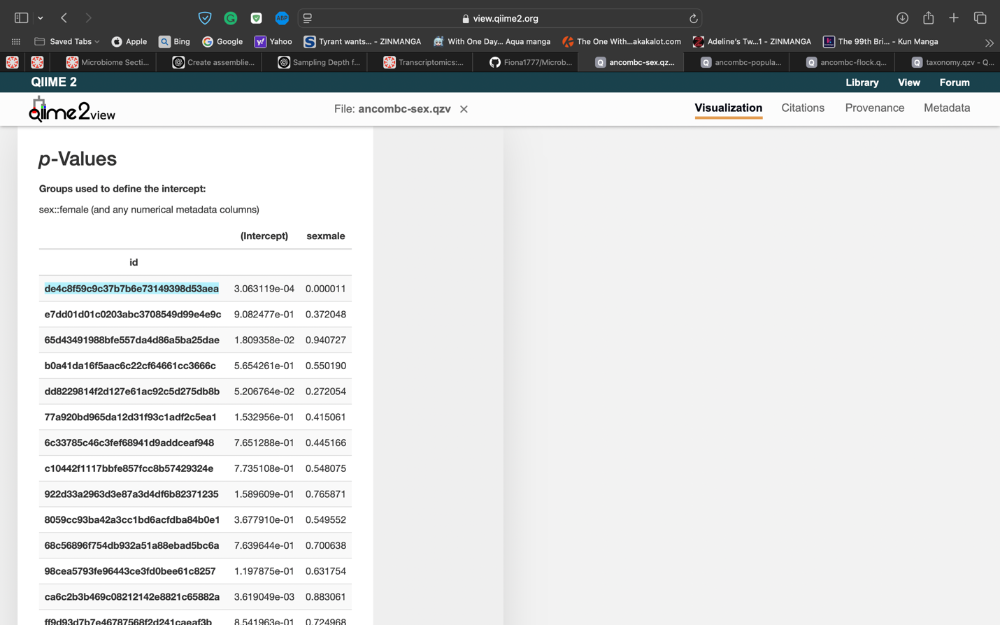 ABP
view.qiime2.org
Saved Tabs
Apple
Bing
Google
Yahoo
Tyrant wants... - ZINMANGA
With One Day... Aqua manga
The One With...akakalot.com
Adeline's Tw...1 - ZINMANGA
The 99th Bri... - Kun Manga
Microbiome Secti...
Create assemblie...
Sampling Depth f...
Transcriptomics:...
Fiona1777/Microb...
Q ancombc-sex.qz...
Q ancombc-popula...
Q ancombc-flock.q...
Q taxonomy.qzv - Q...
QIIME 2
Library
View
Forum
qiime2view
File: ancombc-sex.qzv
Visualization
Citations
Provenance
Metadata
p-Values
Groups used to define the intercept:
sex::female (and any numerical metadata columns)
(Intercept) sexmale
id
de4c8f59c9c37b7b6e73149398d53aea 3.063119e-04 0.000011
e7dd01d01c0203abc3708549d99e4e9c 9.082477e-01 0.372048
65d43491988bfe557da4d86a5ba25dae 1.809358e-02 0.940727
b0a41da16f5aac6c22cf64661cc3666c 5.654261e-01 0.550190
dd8229814f2d127e61ac92c5d275db8b 5.206764e-02 0.272054
77a920bd965da12d31f93c1adf2c5ea1 1.532956e-01 0.415061
6c33785c46c3fef68941d9addceaf948 7.651288e-01 0.445166
c10442f1117bbfe857fcc8b57429324e 7.735108e-01 0.548075
922d33a2963d3e87a3d4df6b82371235 1.589609e-01 0.765871
8059cc93ba42a3cc1bd6acfdba84b0e1 3.677910e-01 0.549552
68c56896f754db932a51a88ebad5bc6a 7.639644e-01 0.700638
98cea5793fe96443ce3fd0bee61c8257 1.197875e-01 0.631754
ca6c2b3b469c08212142e8821c65882a 3.619049e-03 0.883061
ff9d93d7b7e46787568f2d241caeaf3b 8.541963e-01 0.724968